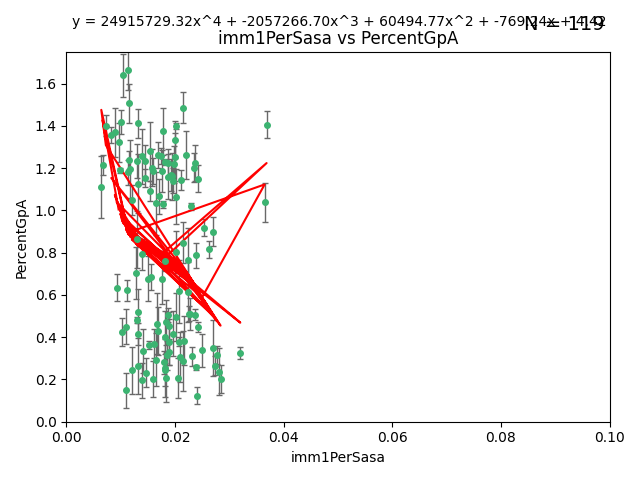 y = 24915729.32x^4 + -2057266.70x^3 + 60494.77x^2 + -769.24x + 4.42
N = 119
imm1PerSasa vs PercentGpA
PercentGpA
1.6
1.4
1.2
1.0
0.8
0.6
0.4
0.2
0.0
0.00 0.02 0.04 0.06 0.08 0.10
imm1PerSasa